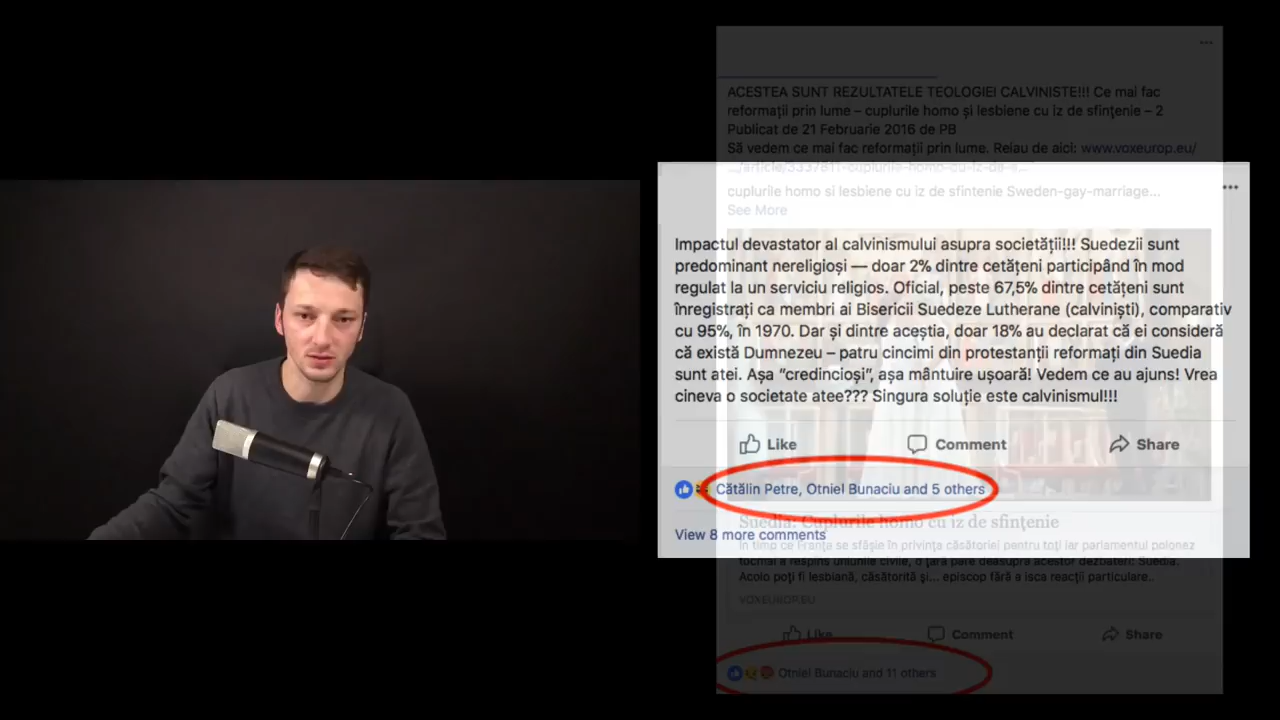 ACESTEA SUNT REZULTATELE TEOLOGIEI CALVINISTE!!! Ce mai fac
reformații prin lume – cuplurile homo și lesbiene cu iz de sfințenie – 2
Publicat de 21 Februarie 2016 de PB
Să vedem ce mai fac reformații prin lume. Reiau de aici: www.voxeurop.eu/
cuplurile homo si lesbiene cu iz de sfintenie Sweden-gay-marriage...
See More
Impactul devastator al calvinismului asupra societății!!! Suedezii sunt
predominant nereligioși — doar 2% dintre cetățeni participând în mod
regulat la un serviciu religios. Oficial, peste 67,5% dintre cetățeni sunt
înregistrați ca membri ai Bisericii Suedeze Lutherane (calviniști), comparativ
cu 95%, în 1970. Dar și dintre aceștia, doar 18% au declarat că ei consideră
că există Dumnezeu – patru cincimi din protestanții reformați din Suedia
sunt atei. Așa “credincioși”, așa mântuire ușoară! Vedem ce au ajuns! Vrea
cineva o societate atee??? Singura soluție este calvinismul!!!
Like Comment Share
Cătălin Petre, Otniel Bunaciu and 5 others
Suedia: Cuplurile homo cu iz de sfințenie
View 8 more comments
În timp ce Franța se sfâșie în privința căsătoriei pentru toți iar parlamentul polonez
tocmai a respins uniunile civile, o țară pare deasupra acestor dezbateri: Suedia.
Acolo poți fi lesbiană, căsătorită și... episcop fără a isca reacții particulare..
VOXEUROP.EU
Like Comment Share
Otniel Bunaciu and 11 others